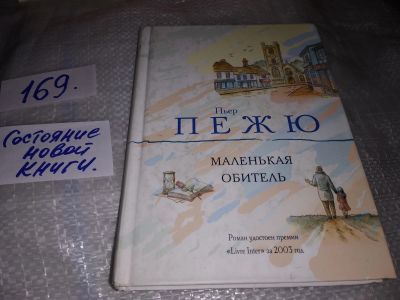 169.
Состояние
новой
книги.
Пьер
ПЕЖЮ
МАЛЕНЬКАЯ
ОБИТЕЛЬ
Роман удостоен премии
«Livre Inter» за 2003 год